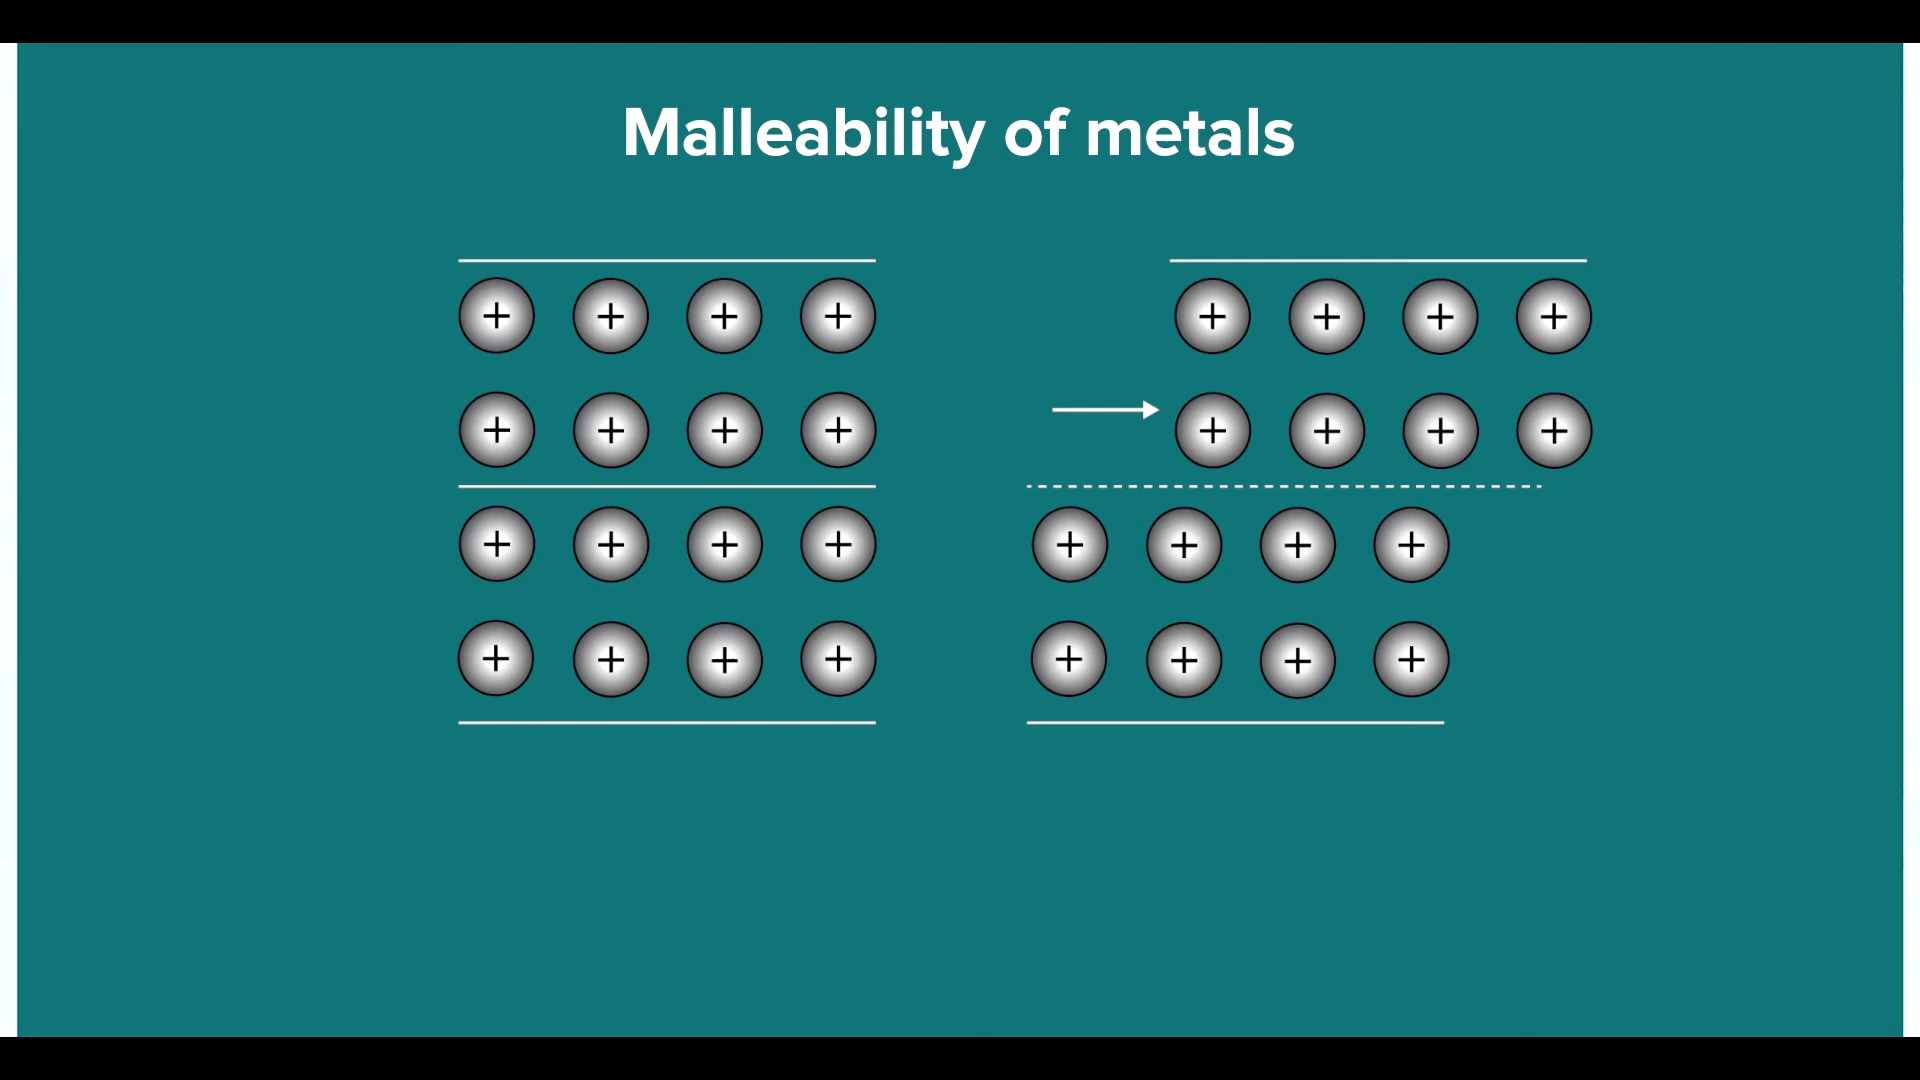 Malleability of metals
+ + + + + + + +
+ + + + + + + +
+ + + + + + + +
+ + + + + + + +